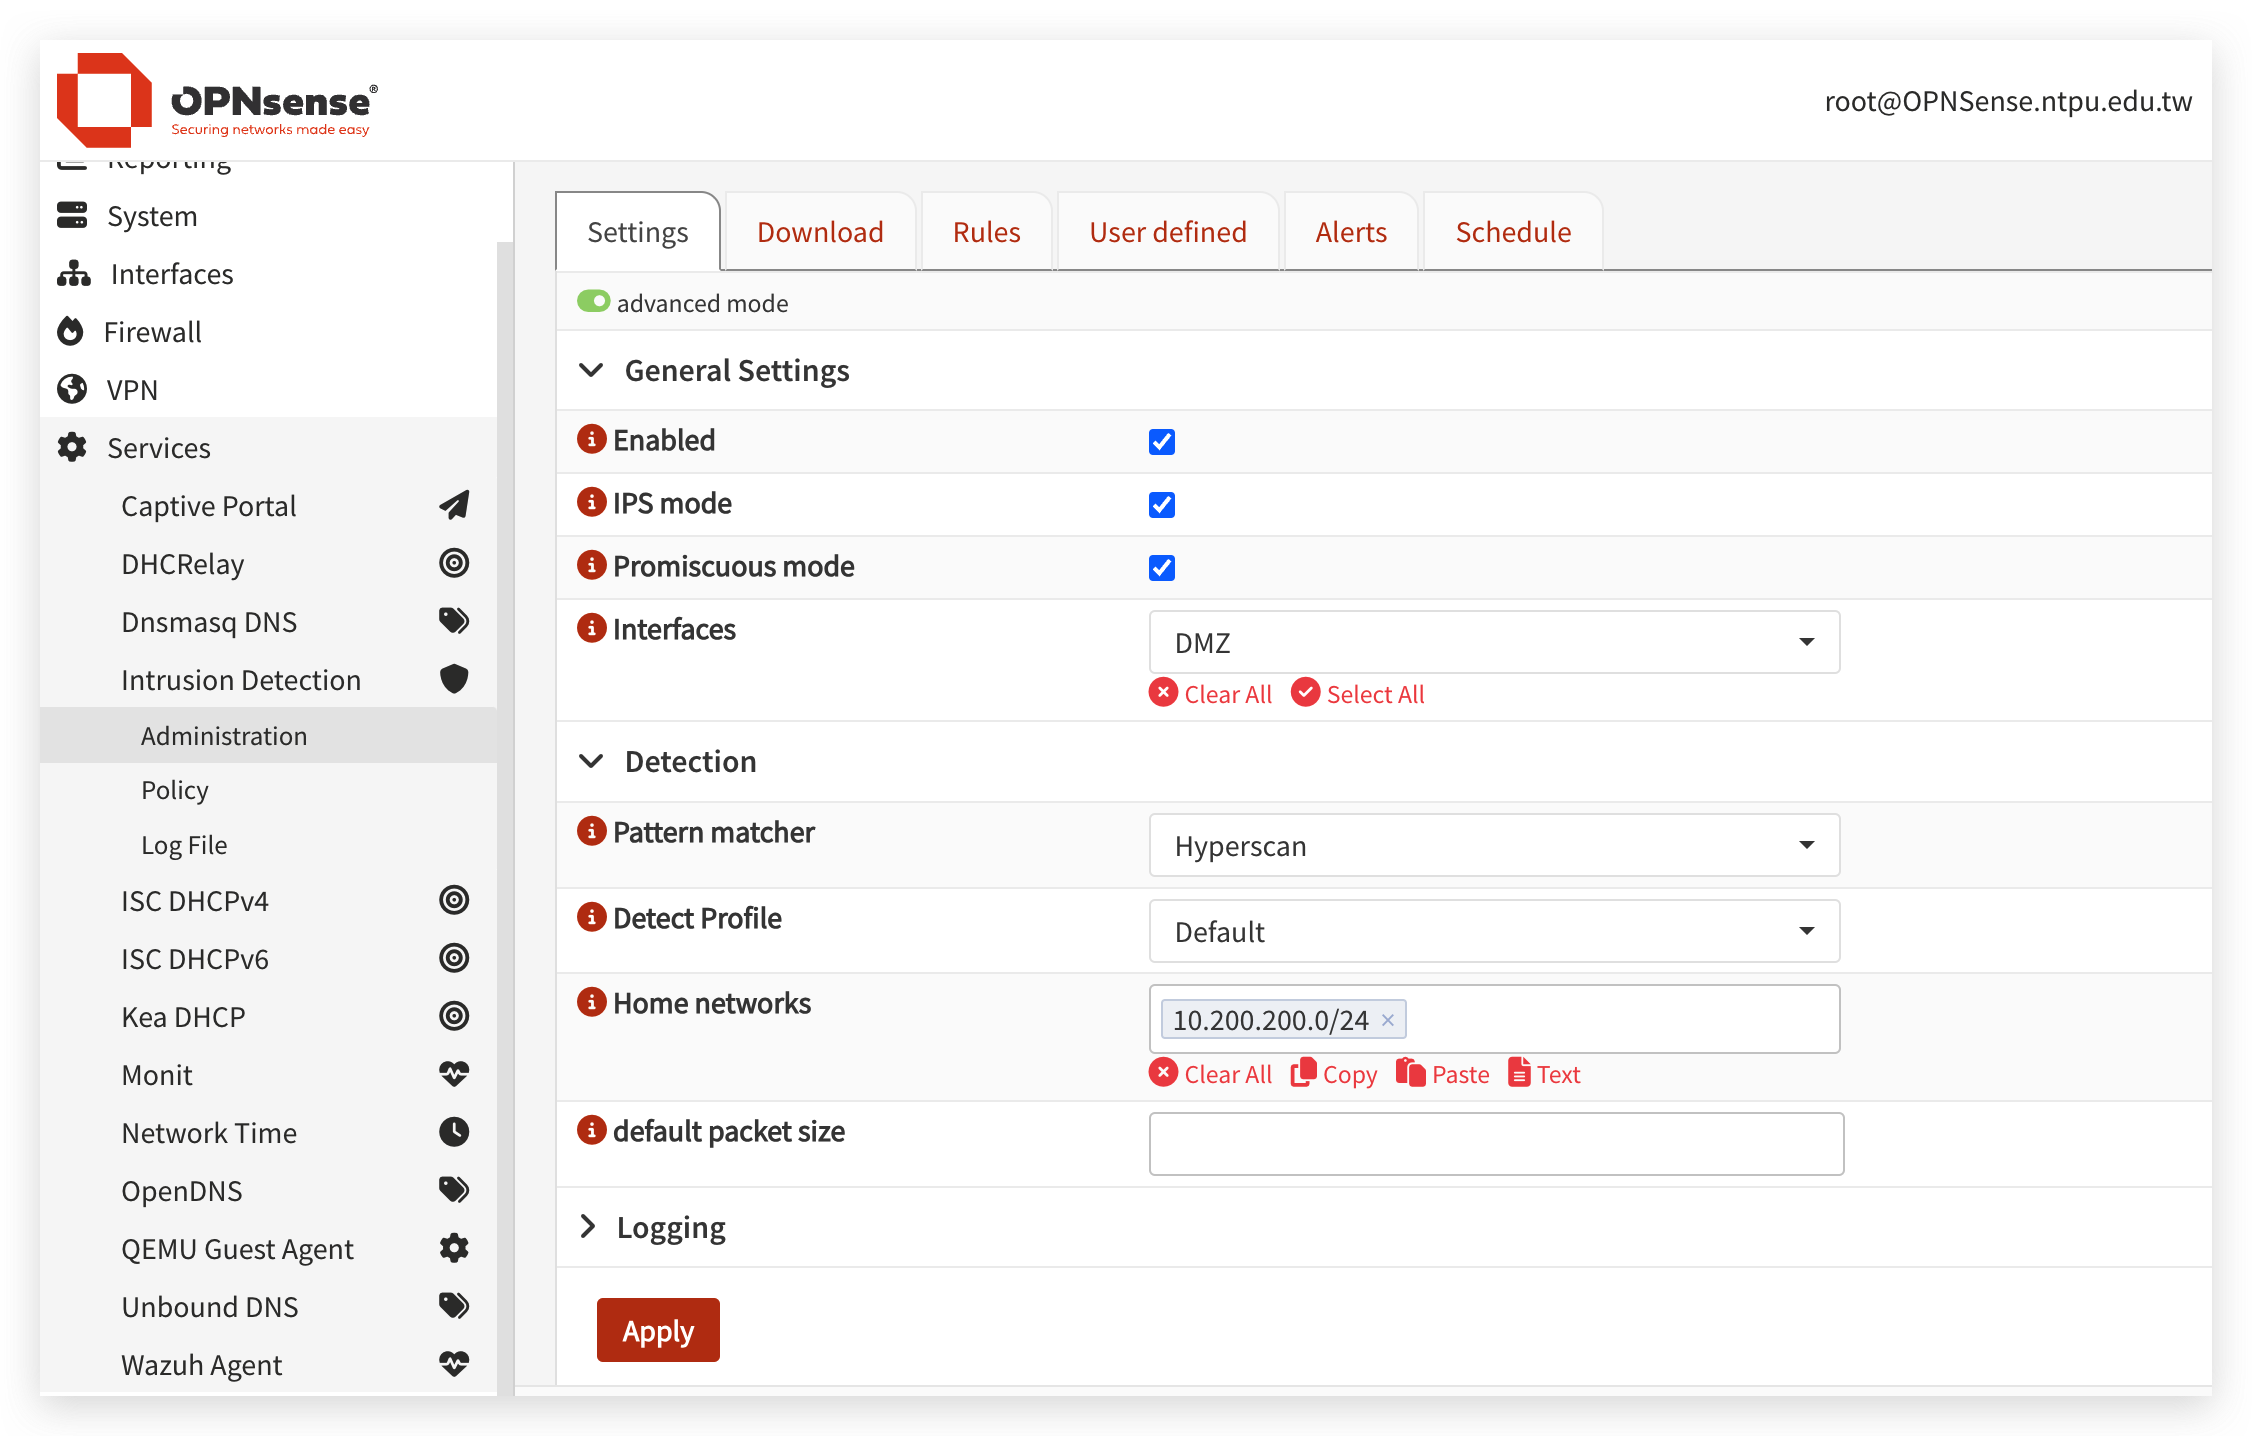 OPNsense®
Securing networks made easy
root@OPNSense.ntpu.edu.tw
Reporting
System
Interfaces
Firewall
VPN
Services
Captive Portal
DHCRelay
Dnsmasq DNS
Intrusion Detection
Administration
Policy
Log File
ISC DHCPv4
ISC DHCPv6
Kea DHCP
Monit
Network Time
OpenDNS
QEMU Guest Agent
Unbound DNS
Wazuh Agent
Settings Download Rules User defined Alerts Schedule
advanced mode
General Settings
Enabled
IPS mode
Promiscuous mode
Interfaces DMZ
Clear All Select All
Detection
Pattern matcher Hyperscan
Detect Profile Default
Home networks 10.200.200.0/24 ×
Clear All Copy Paste Text
default packet size
Logging
Apply